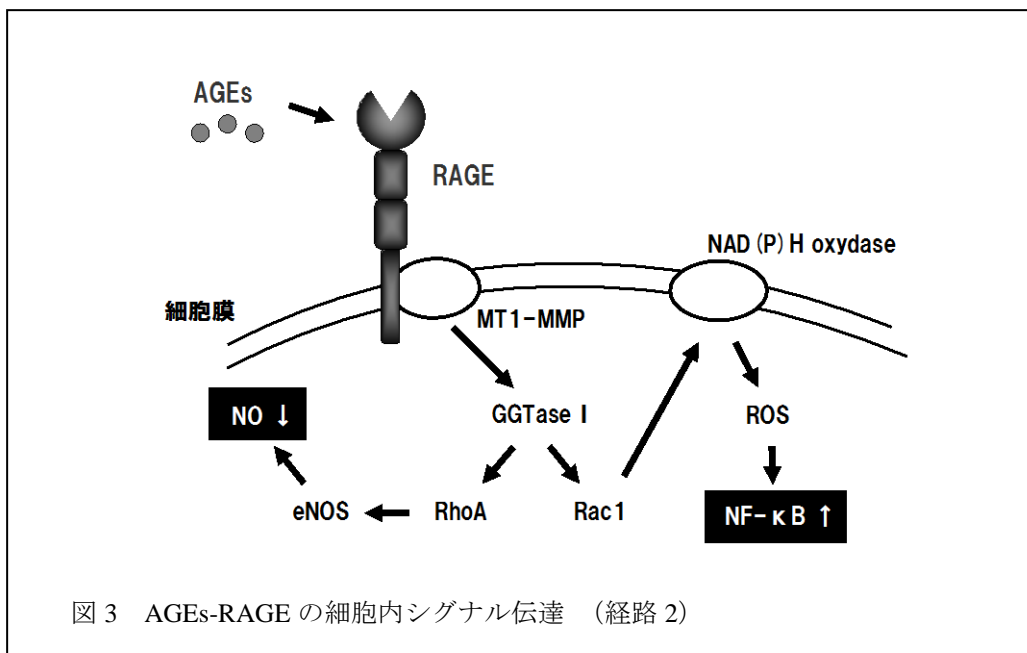 AGEs
RAGE
NAD(P)H oxydase
細胞膜
MT1-MMP
NO ↓
GGTase I
ROS
eNOS
RhoA
Rac1
NF-κB ↑
図 3 AGEs-RAGE の細胞内シグナル伝達 （経路 2）